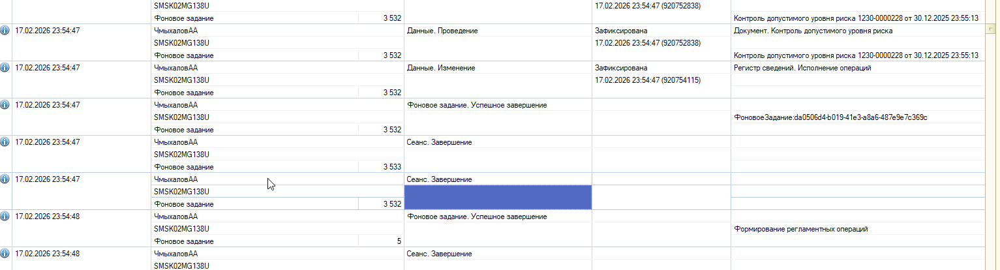 SMSK02MG138U 17.02.2026 23:54:47 (920752838)
Фоновое задание 3 532 Контроль допустимого уровня риска 1230-0000228 от 30.12.2025 23:55:13
17.02.2026 23:54:47 ЧмыхаловАА Данные. Проведение Зафиксирована Документ. Контроль допустимого уровня риска
SMSK02MG138U 17.02.2026 23:54:47 (920752838)
Фоновое задание 3 532 Контроль допустимого уровня риска 1230-0000228 от 30.12.2025 23:55:13
17.02.2026 23:54:47 ЧмыхаловАА Данные. Изменение Зафиксирована Регистр сведений. Исполнение операций
SMSK02MG138U 17.02.2026 23:54:47 (920754115)
Фоновое задание 3 532
17.02.2026 23:54:47 ЧмыхаловАА Фоновое задание. Успешное завершение
SMSK02MG138U ФоновоеЗадание:da0506d4-b019-41e3-a8a6-487e9e7c369c
Фоновое задание 3 532
17.02.2026 23:54:47 ЧмыхаловАА Сеанс. Завершение
SMSK02MG138U
Фоновое задание 3 533
17.02.2026 23:54:47 ЧмыхаловАА Сеанс. Завершение
SMSK02MG138U
Фоновое задание 3 532
17.02.2026 23:54:48 ЧмыхаловАА Фоновое задание. Успешное завершение
SMSK02MG138U Формирование регламентных операций
Фоновое задание 5
17.02.2026 23:54:48 ЧмыхаловАА Сеанс. Завершение
SMSK02MG138U